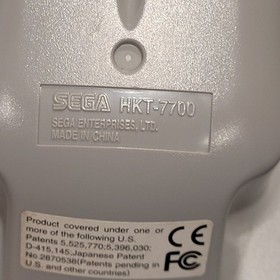 SEGA HKT-7700
SEGA ENTERPRISES, LTD.
MADE IN CHINA
Product covered under one or
more of the following U.S.
Patents 5,525,770;5,396,030;
D-415,145,Japanese Patent
No.2870538(Patents pending in
U.S. and other countries)
CE
FC